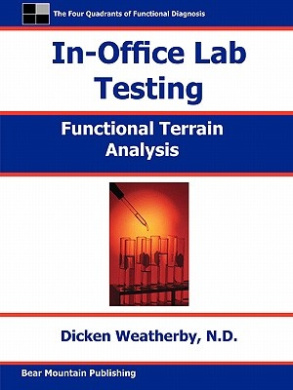 The Four Quadrants of Functional Diagnosis
In-Office Lab
Testing
Functional Terrain
Analysis
Dicken Weatherby, N.D.
Bear Mountain Publishing